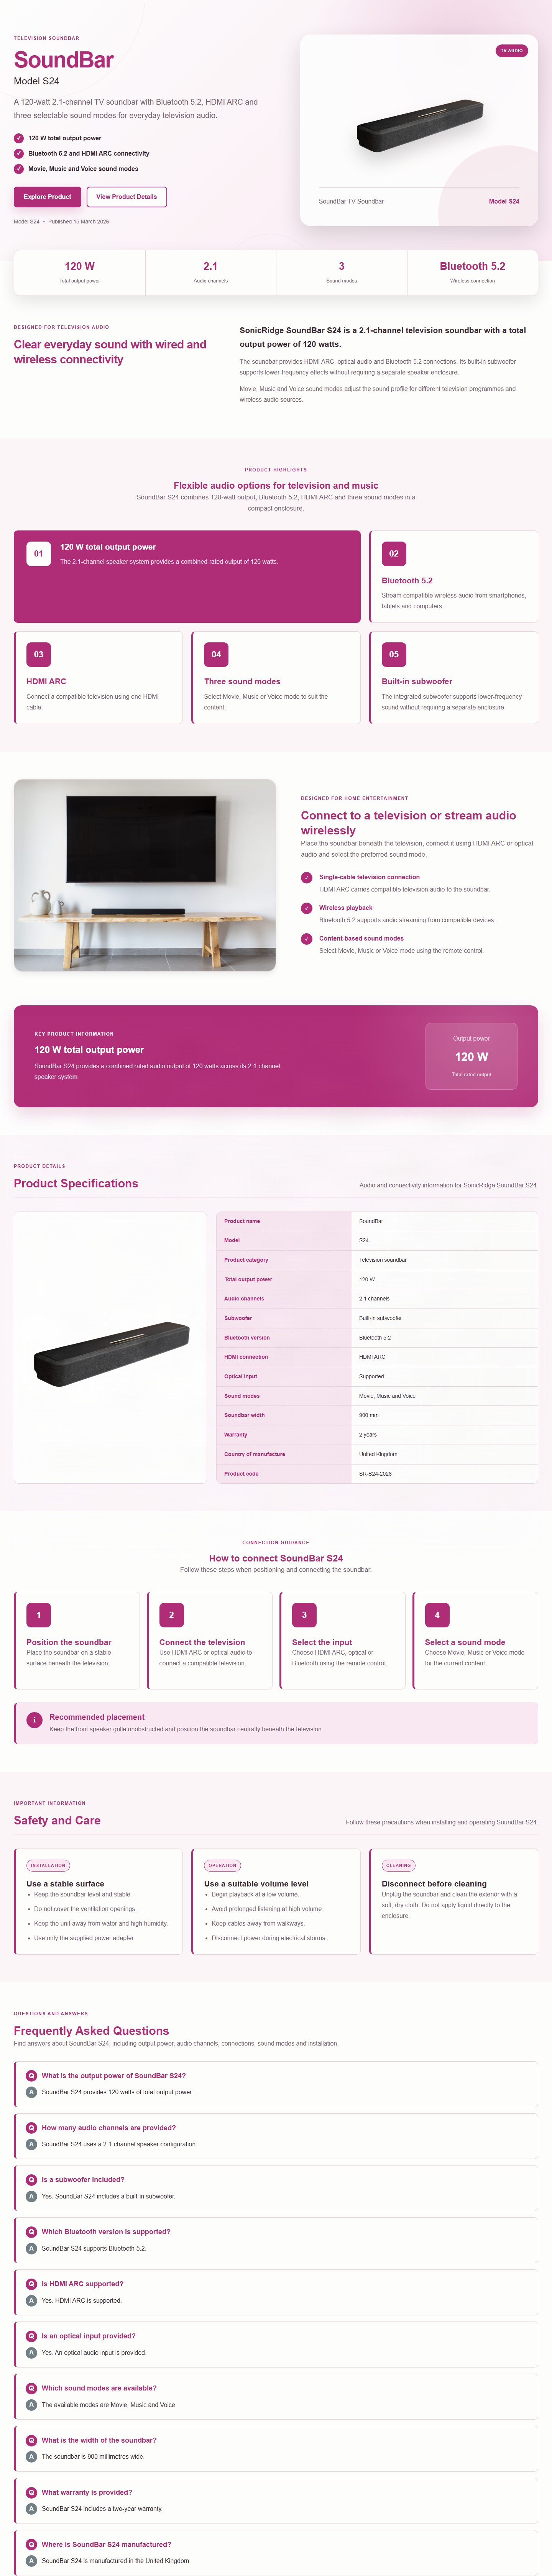 TELEVISION SOUNDBAR
SoundBar
Model S24
A 120-watt 2.1-channel TV soundbar with Bluetooth 5.2, HDMI ARC and
three selectable sound modes for everyday television audio.
120 W total output power
Bluetooth 5.2 and HDMI ARC connectivity
Movie, Music and Voice sound modes
Explore Product
View Product Details
Model S24 • Published 15 March 2026
TV AUDIO
SoundBar TV Soundbar
Model S24
120 W
Total output power
2.1
Audio channels
3
Sound modes
Bluetooth 5.2
Wireless connection
DESIGNED FOR TELEVISION AUDIO
Clear everyday sound with wired and
wireless connectivity
SonicRidge SoundBar S24 is a 2.1-channel television soundbar with a total
output power of 120 watts.
The soundbar provides HDMI ARC, optical audio and Bluetooth 5.2 connections. Its built-in subwoofer
supports lower-frequency effects without requiring a separate speaker enclosure.
Movie, Music and Voice sound modes adjust the sound profile for different television programmes and
wireless audio sources.
PRODUCT HIGHLIGHTS
Flexible audio options for television and music
SoundBar S24 combines 120-watt output, Bluetooth 5.2, HDMI ARC and three sound modes in a
compact enclosure.
01
120 W total output power
The 2.1-channel speaker system provides a combined rated output of 120 watts.
02
Bluetooth 5.2
Stream compatible wireless audio from smartphones,
tablets and computers.
03
HDMI ARC
Connect a compatible television using one HDMI
cable.
04
Three sound modes
Select Movie, Music or Voice mode to suit the
content.
05
Built-in subwoofer
The integrated subwoofer supports lower-frequency
sound without requiring a separate enclosure.
DESIGNED FOR HOME ENTERTAINMENT
Connect to a television or stream audio
wirelessly
Place the soundbar beneath the television, connect it using HDMI ARC or optical
audio and select the preferred sound mode.
Single-cable television connection
HDMI ARC carries compatible television audio to the soundbar.
Wireless playback
Bluetooth 5.2 supports audio streaming from compatible devices.
Content-based sound modes
Select Movie, Music or Voice mode using the remote control.
KEY PRODUCT INFORMATION
120 W total output power
SoundBar S24 provides a combined rated audio output of 120 watts across its 2.1-channel
speaker system.
Output power
120 W
Total rated output
PRODUCT DETAILS
Product Specifications
Audio and connectivity information for SonicRidge SoundBar S24.
Product name SoundBar
Model S24
Product category Television soundbar
Total output power 120 W
Audio channels 2.1 channels
Subwoofer Built-in subwoofer
Bluetooth version Bluetooth 5.2
HDMI connection HDMI ARC
Optical input Supported
Sound modes Movie, Music and Voice
Soundbar width 900 mm
Warranty 2 years
Country of manufacture United Kingdom
Product code SR-S24-2026
CONNECTION GUIDANCE
How to connect SoundBar S24
Follow these steps when positioning and connecting the soundbar.
1
Position the soundbar
Place the soundbar on a stable
surface beneath the television.
2
Connect the television
Use HDMI ARC or optical audio to
connect a compatible television.
3
Select the input
Choose HDMI ARC, optical or
Bluetooth using the remote control.
4
Select a sound mode
Choose Movie, Music or Voice mode
for the current content.
i
Recommended placement
Keep the front speaker grille unobstructed and position the soundbar centrally beneath the television.
IMPORTANT INFORMATION
Safety and Care
Follow these precautions when installing and operating SoundBar S24.
INSTALLATION
Use a stable surface
• Keep the soundbar level and stable.
• Do not cover the ventilation openings.
• Keep the unit away from water and high humidity.
• Use only the supplied power adapter.
OPERATION
Use a suitable volume level
• Begin playback at a low volume.
• Avoid prolonged listening at high volume.
• Keep cables away from walkways.
• Disconnect power during electrical storms.
CLEANING
Disconnect before cleaning
Unplug the soundbar and clean the exterior with a
soft, dry cloth. Do not apply liquid directly to the
enclosure.
QUESTIONS AND ANSWERS
Frequently Asked Questions
Find answers about SoundBar S24, including output power, audio channels, connections, sound modes and installation.
Q What is the output power of SoundBar S24?
A SoundBar S24 provides 120 watts of total output power.
Q How many audio channels are provided?
A SoundBar S24 uses a 2.1-channel speaker configuration.
Q Is a subwoofer included?
A Yes. SoundBar S24 includes a built-in subwoofer.
Q Which Bluetooth version is supported?
A SoundBar S24 supports Bluetooth 5.2.
Q Is HDMI ARC supported?
A Yes. HDMI ARC is supported.
Q Is an optical input provided?
A Yes. An optical audio input is provided.
Q Which sound modes are available?
A The available modes are Movie, Music and Voice.
Q What is the width of the soundbar?
A The soundbar is 900 millimetres wide.
Q What warranty is provided?
A SoundBar S24 includes a two-year warranty.
Q Where is SoundBar S24 manufactured?
A SoundBar S24 is manufactured in the United Kingdom.